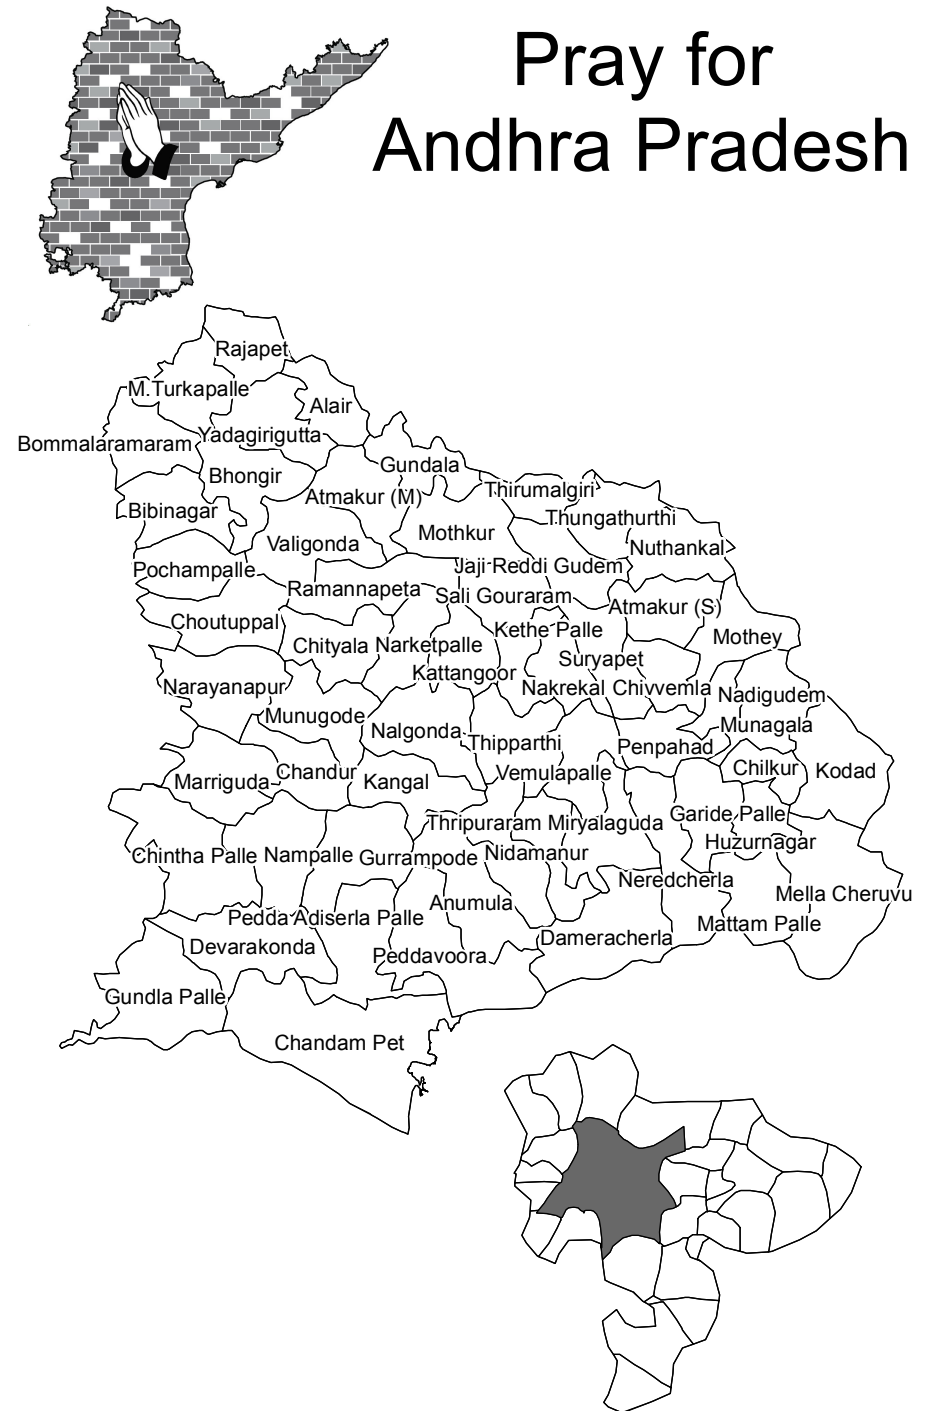 Pray for
Andhra Pradesh
Rajapet
M.Turkapalle
Alair
Yadagirigutta
Bommalaramaram
Gundala
Bhongir
Thirumalgiri
Atmakur (M)
Bibinagar
Thungathurthi
Mothkur
Valigonda
Nuthankal
Jaji Reddi Gudem
Pochampalle
Ramannapeta
Sali Gouraram
Atmakur (S)
Choutuppal
Kethe Palle
Mothey
Chityala
Narketpalle
Suryapet
Kattangoor
Narayanapur
Nakrekal
Chivvemla
Nadigudem
Munugode
Munagala
Nalgonda
Thipparthi
Penpahad
Chandur
Vemulapalle
Chilkur
Kodad
Marriguda
Kangal
Garide Palle
Thripuraram
Miryalaguda
Huzurnagar
Chintha Palle
Nampalle
Gurrampode
Nidamanur
Neredcherla
Mella Cheruvu
Anumula
Pedda Adiserla Palle
Mattam Palle
Dameracherla
Devarakonda
Peddavoora
Gundla Palle
Chandam Pet